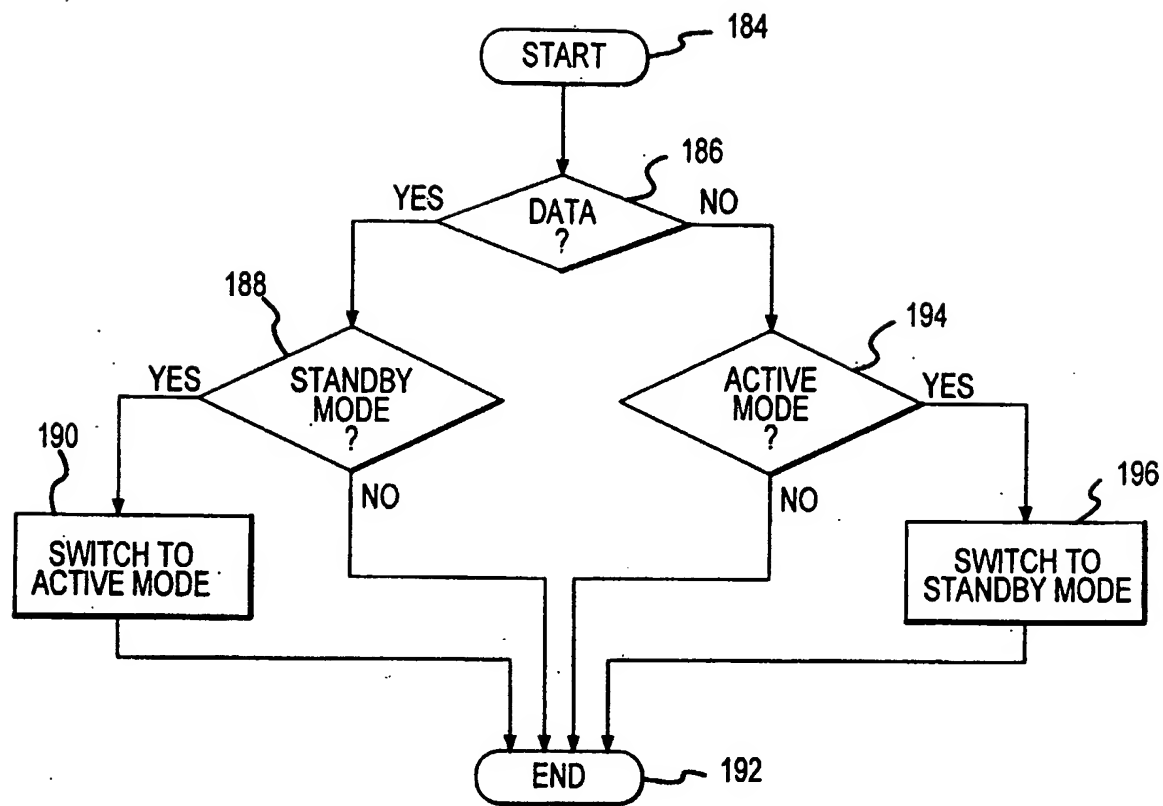 184
START
186
YES
DATA
?
NO
188
194
YES
STANDBY
MODE
?
ACTIVE
MODE
?
YES
190
NO
NO
196
SWITCH TO
ACTIVE MODE
SWITCH TO
STANDBY MODE
END
192